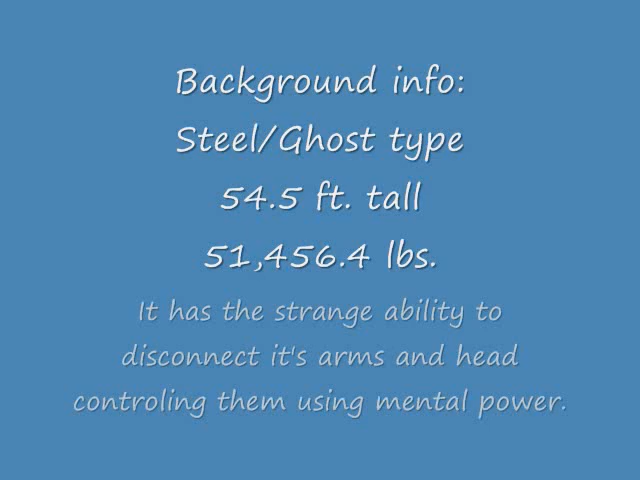 Background info:
Steel/Ghost type
54.5 ft. tall
51,456.4 lbs.
It has the strange ability to
disconnect it's arms and head
controling them using mental power.